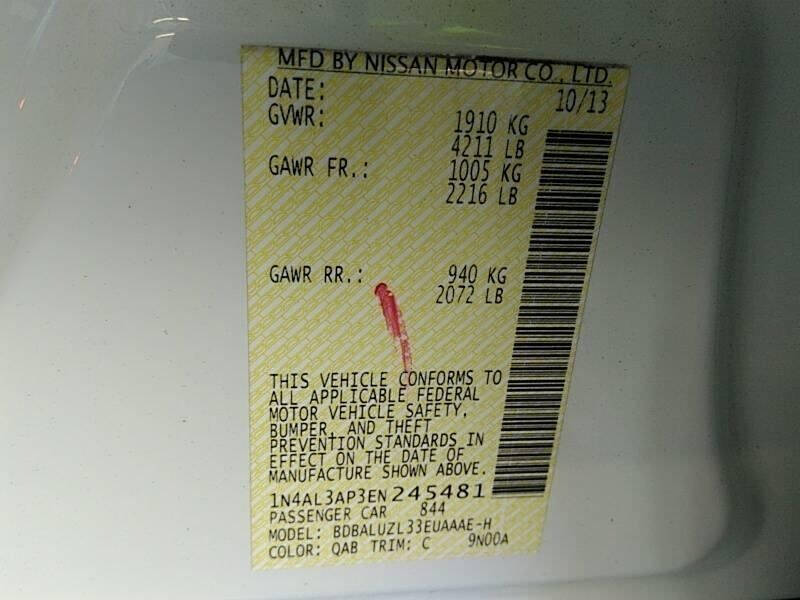 MFD BY NISSAN MOTOR CO., LTD.
DATE: 10/13
GVWR: 1910 KG
4211 LB
GAWR FR.: 1005 KG
2216 LB
GAWR RR.: 940 KG
2072 LB
THIS VEHICLE CONFORMS TO
ALL APPLICABLE FEDERAL
MOTOR VEHICLE SAFETY,
BUMPER, AND THEFT
PREVENTION STANDARDS IN
EFFECT ON THE DATE OF
MANUFACTURE SHOWN ABOVE.
1N4AL3AP3EN245481
PASSENGER CAR 844
MODEL: BDBALUZL33EUAAAE-H
COLOR: QAB TRIM: C 9N00A